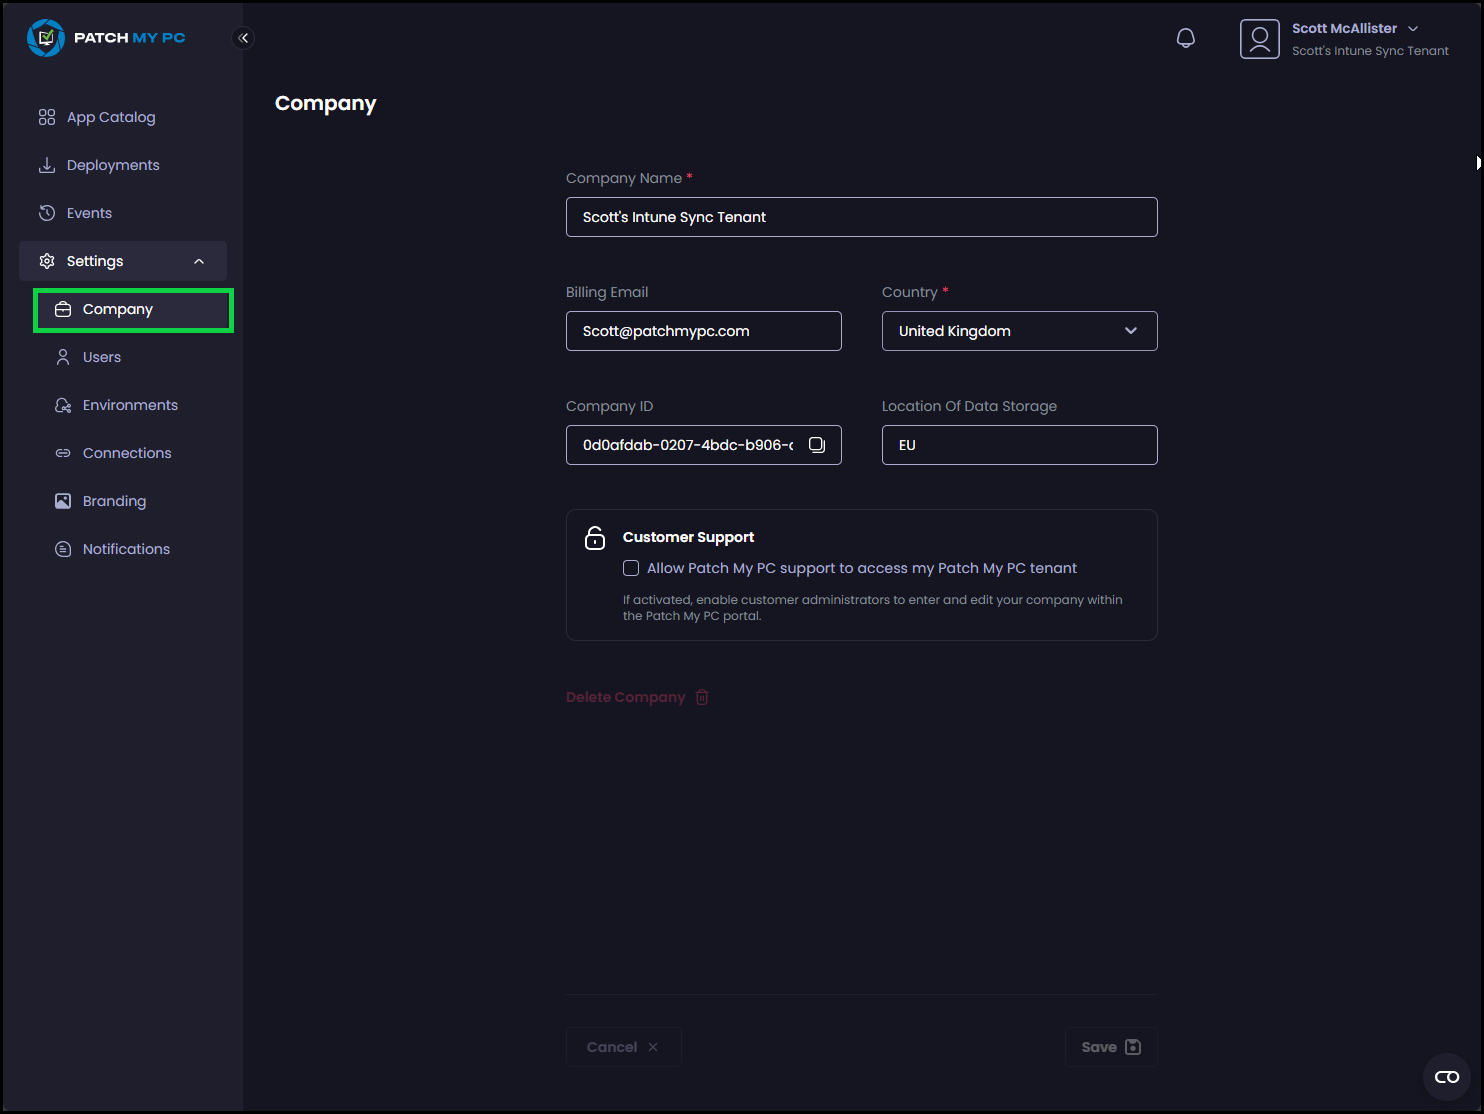 PATCH MY PC
Scott McAllister
Scott's Intune Sync Tenant
App Catalog
Deployments
Events
Settings
Company
Users
Environments
Connections
Branding
Notifications
Company
Company Name *
Scott's Intune Sync Tenant
Billing Email
Country *
Scott@patchmypc.com
United Kingdom
Company ID
Location Of Data Storage
0d0afdab-0207-4bdc-b906-
EU
Customer Support
Allow Patch My PC support to access my Patch My PC tenant
If activated, enable customer administrators to enter and edit your company within
the Patch My PC portal.
Delete Company
Cancel
Save